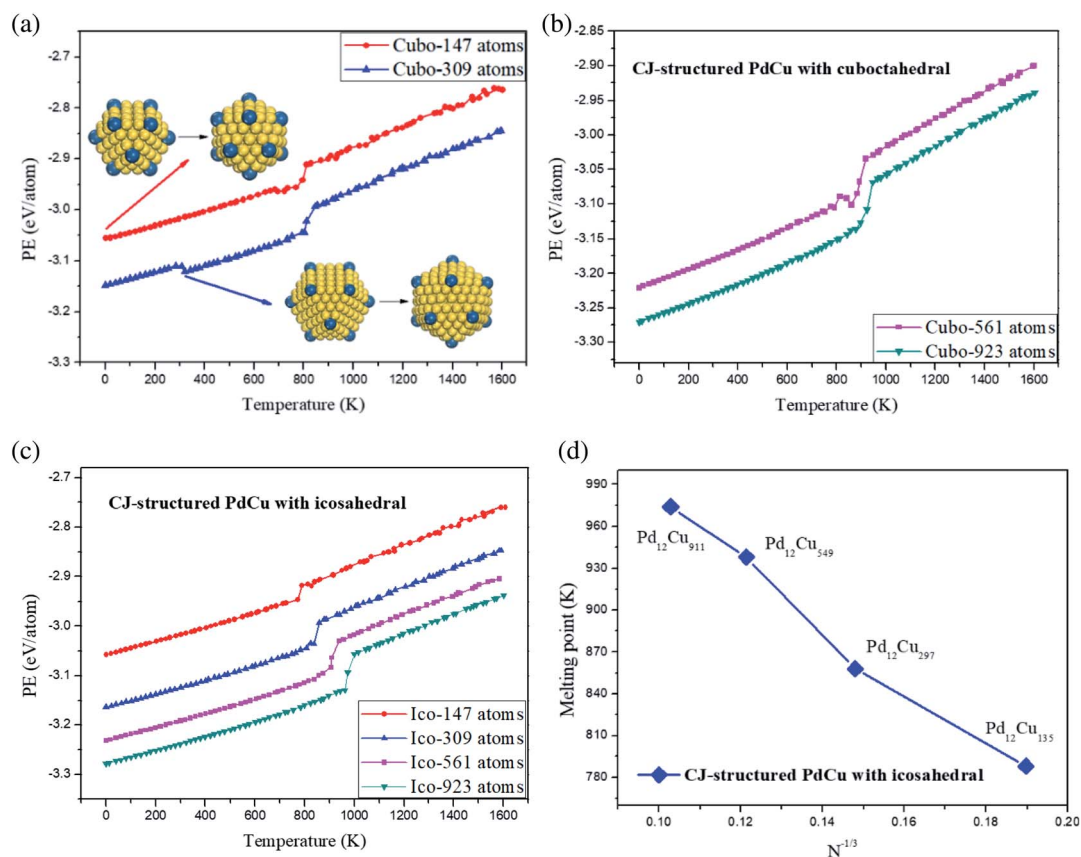 (a)
Cubo-147 atoms
Cubo-309 atoms
-2.7
-2.8
-2.9
-3.0
-3.1
-3.2
-3.3
PE (eV/atom)
0 200 400 600 800 1000 1200 1400 1600
Temperature (K)
(b)
CJ-structured PdCu with cuboctahedral
-2.90
-2.95
-3.00
-3.05
-3.10
-3.15
-3.20
-3.25
-3.30
PE (eV/atom)
Cubo-561 atoms
Cubo-923 atoms
0 200 400 600 800 1000 1200 1400 1600
Temperature (K)
(c)
CJ-structured PdCu with icosahedral
-2.7
-2.8
-2.9
-3.0
-3.1
-3.2
-3.3
PE (eV/atom)
Ico-147 atoms
Ico-309 atoms
Ico-561 atoms
Ico-923 atoms
0 200 400 600 800 1000 1200 1400 1600
Temperature (K)
(d)
990
960
930
900
870
840
810
780
Melting point (K)
Pd12Cu911
Pd12Cu549
Pd12Cu297
Pd12Cu135
CJ-structured PdCu with icosahedral
0.10 0.12 0.14 0.16 0.18 0.20
N-1/3